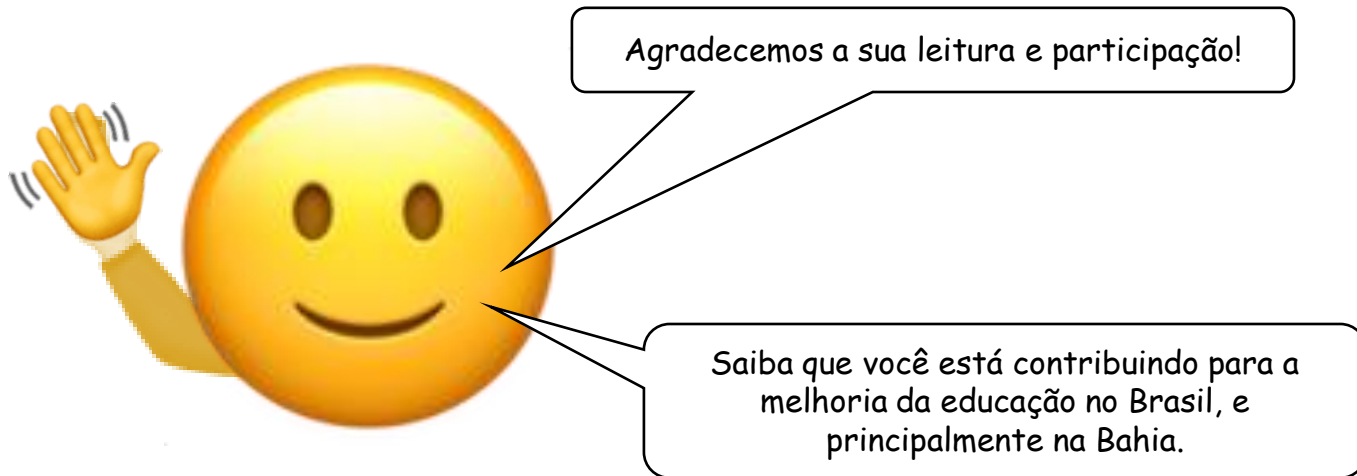 Agradecemos a sua leitura e participação!
Saiba que você está contribuindo para a
melhoria da educação no Brasil, e
principalmente na Bahia.